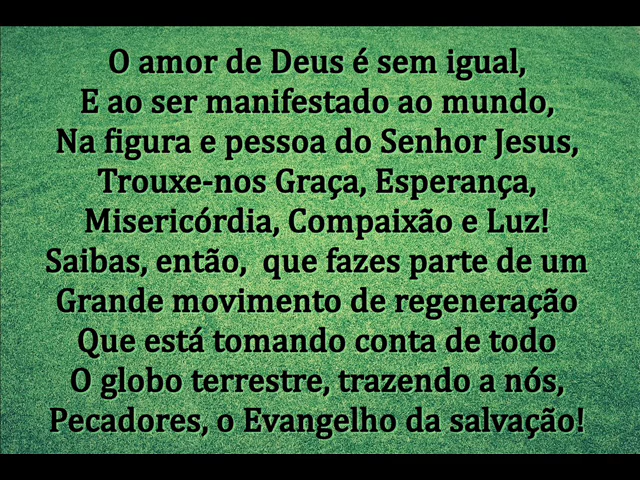 O amor de Deus é sem igual,
E ao ser manifestado ao mundo,
Na figura e pessoa do Senhor Jesus,
Trouxe-nos Graça, Esperança,
Misericórdia, Compaixão e Luz!
Saibas, então,  que fazes parte de um
Grande movimento de regeneração
Que está tomando conta de todo
O globo terrestre, trazendo a nós,
Pecadores, o Evangelho da salvação!